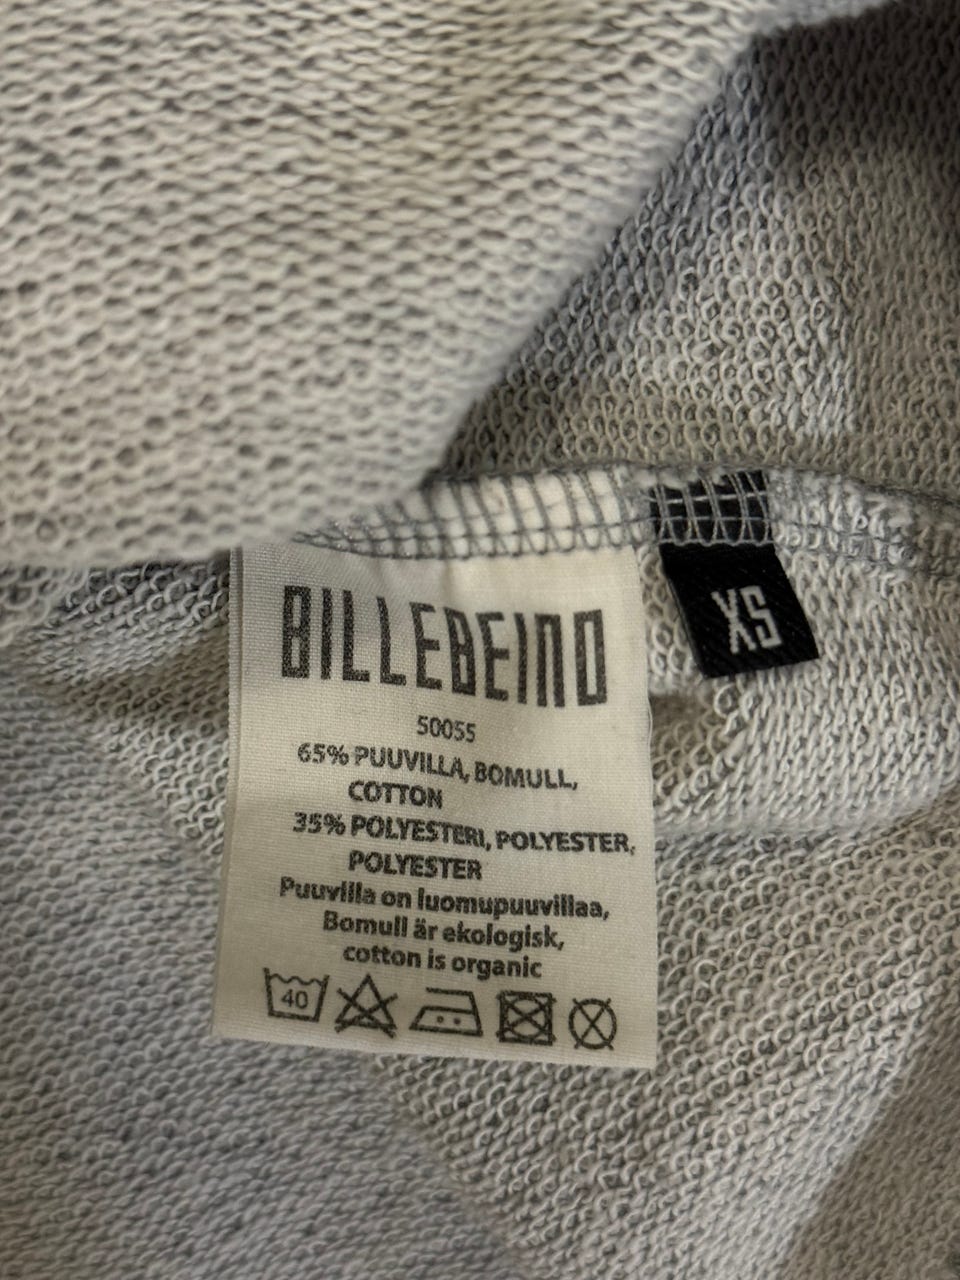 BILLEBEINO
XS
50055
65% PUUVILLA, BOMULL,
COTTON
35% POLYESTERI, POLYESTER,
POLYESTER
Puuvilla on luomupuuvillaa,
Bomull är ekologisk,
cotton is organic
40